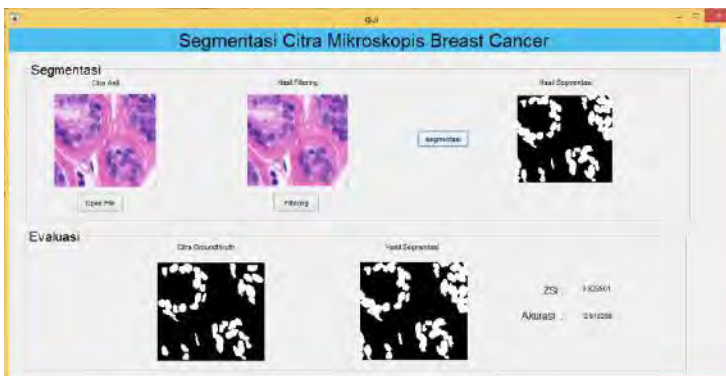 gui
Segmentasi Citra Mikroskopis Breast Cancer
Segmentasi
Citra Asli
Hasil Filtering
Hasil Segmentasi
Segmentasi
Open File
Filtering
Evaluasi
Citra Groundtruth
Hasil Segmentasi
ZSI :
Akurasi :